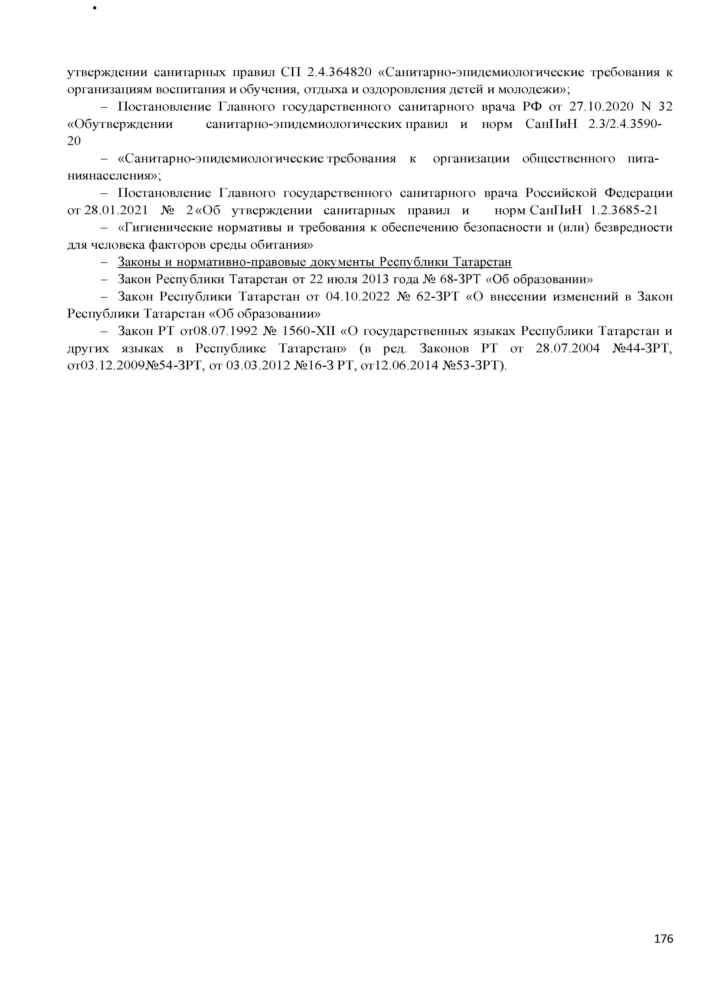 •
утверждении санитарных правил СП 2.4.364820 «Санитарно-эпидемиологические требования к
организациям воспитания и обучения, отдыха и оздоровления детей и молодежи»;
– Постановление Главного государственного санитарного врача РФ от 27.10.2020 N 32
«Обутверждении санитарно-эпидемиологических правил и норм СанПиН 2.3/2.4.3590-
20
– «Санитарно-эпидемиологические требования к организации общественного пита-
ниянаселения»;
– Постановление Главного государственного санитарного врача Российской Федерации
от 28.01.2021 № 2 «Об утверждении санитарных правил и норм СанПиН 1.2.3685-21
– «Гигиенические нормативы и требования к обеспечению безопасности и (или) безвредности
для человека факторов среды обитания»
– Законы и нормативно-правовые документы Республики Татарстан
– Закон Республики Татарстан от 22 июля 2013 года № 68-ЗРТ «Об образовании»
– Закон Республики Татарстан от 04.10.2022 № 62-ЗРТ «О внесении изменений в Закон
Республики Татарстан «Об образовании»
– Закон РТ от08.07.1992 № 1560-XII «О государственных языках Республики Татарстан и
других языках в Республике Татарстан» (в ред. Законов РТ от 28.07.2004 №44-ЗРТ,
от03.12.2009№54-ЗРТ, от 03.03.2012 №16-З РТ, от12.06.2014 №53-ЗРТ).
176